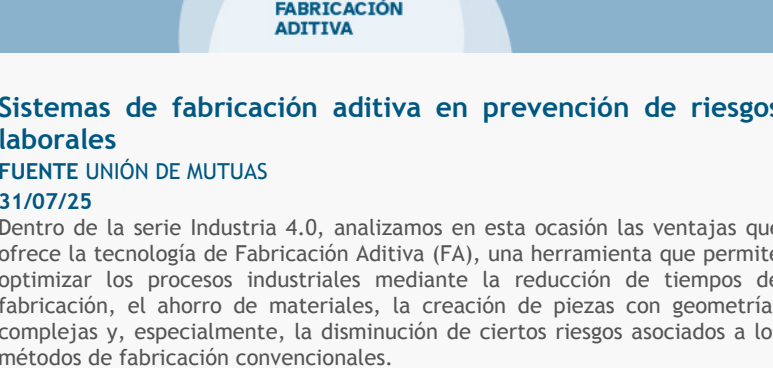 FABRICACIÓN
ADITIVA
Sistemas de fabricación aditiva en prevención de riesgos
laborales
FUENTE UNIÓN DE MUTUAS
31/07/25
Dentro de la serie Industria 4.0, analizamos en esta ocasión las ventajas que
ofrece la tecnología de Fabricación Aditiva (FA), una herramienta que permite
optimizar los procesos industriales mediante la reducción de tiempos de
fabricación, el ahorro de materiales, la creación de piezas con geometría
complejas y, especialmente, la disminución de ciertos riesgos asociados a lo
métodos de fabricación convencionales.